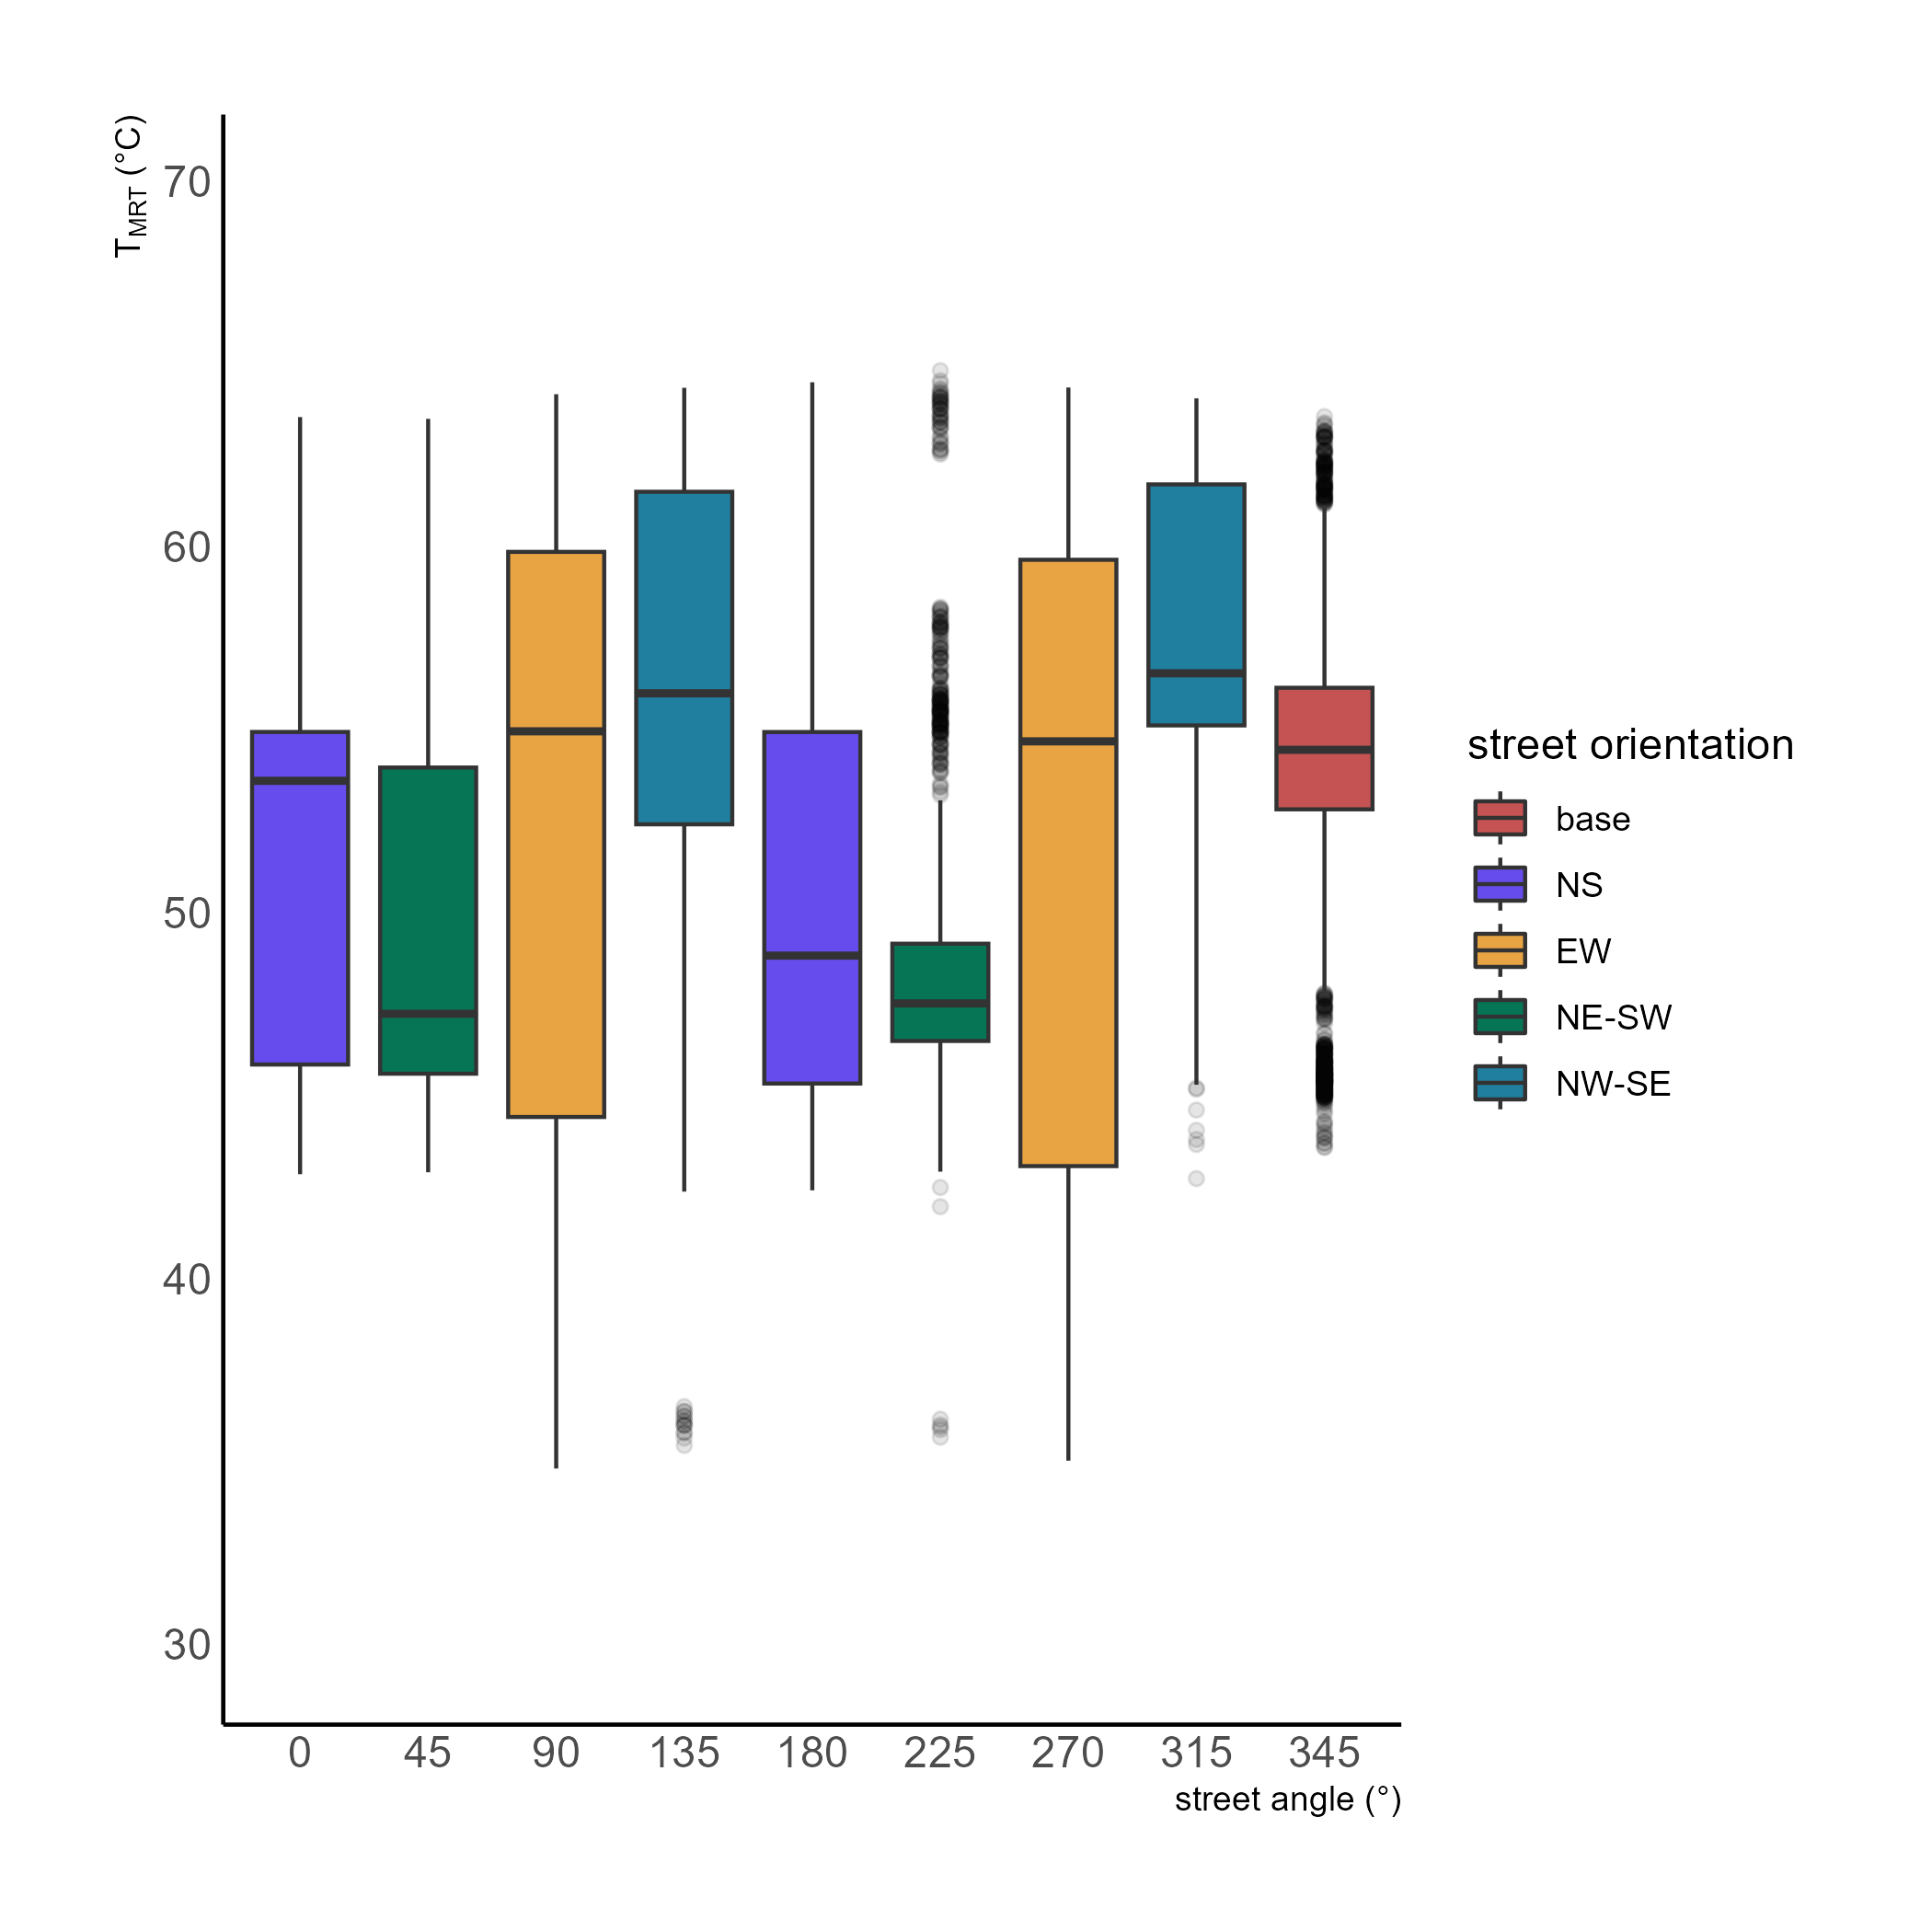 T_MRT (°C)
70
60
50
40
30
0 45 90 135 180 225 270 315 345
street angle (°)
street orientation
base
NS
EW
NE-SW
NW-SE